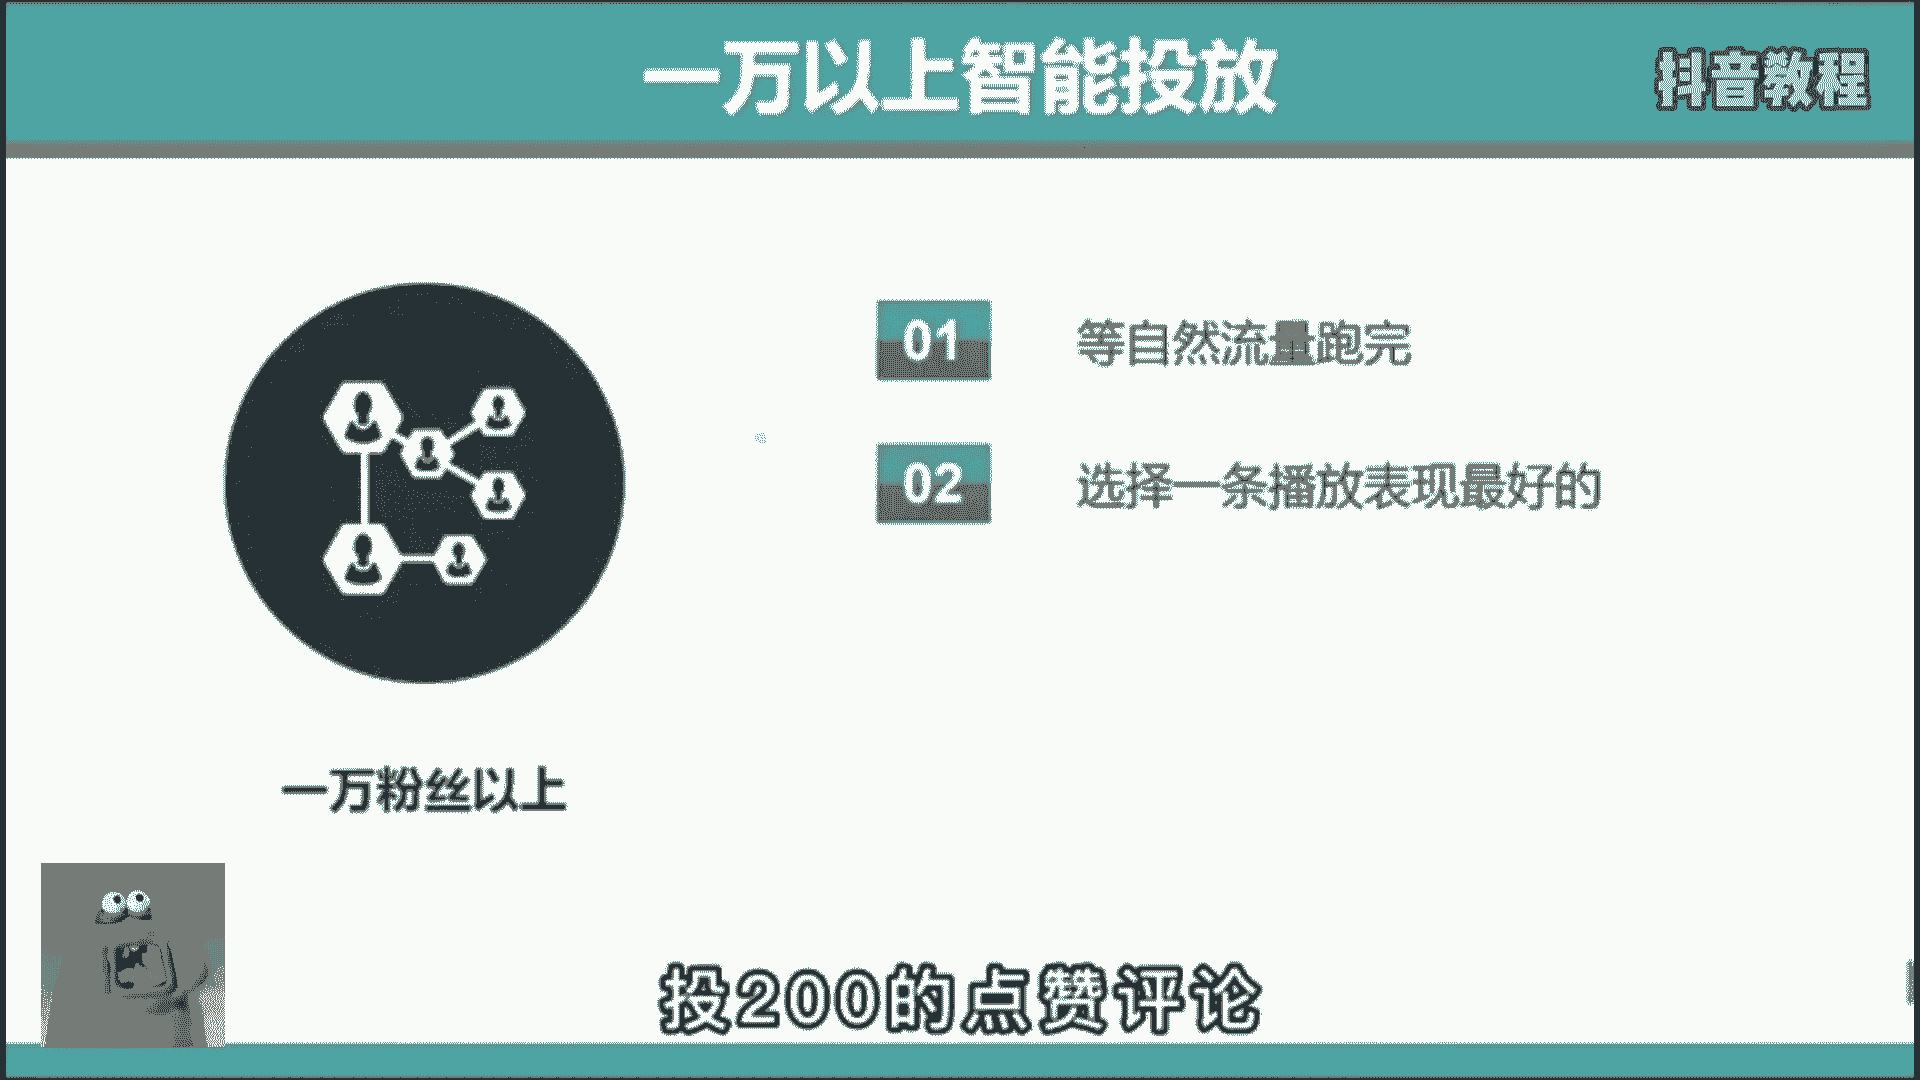 一万以上智能投放
抖音教程
01 等自然流量跑完
02 选择一条播放表现最好的
一万粉丝以上
投200的点赞评论